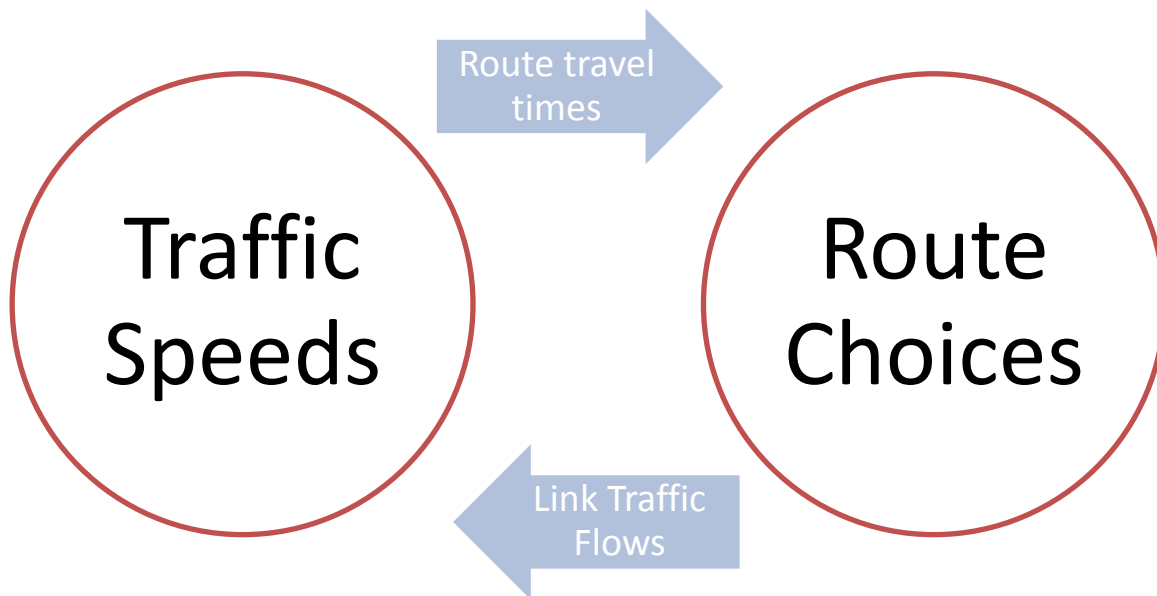 Route travel
times
Traffic
Speeds
Route
Choices
Link Traffic
Flows